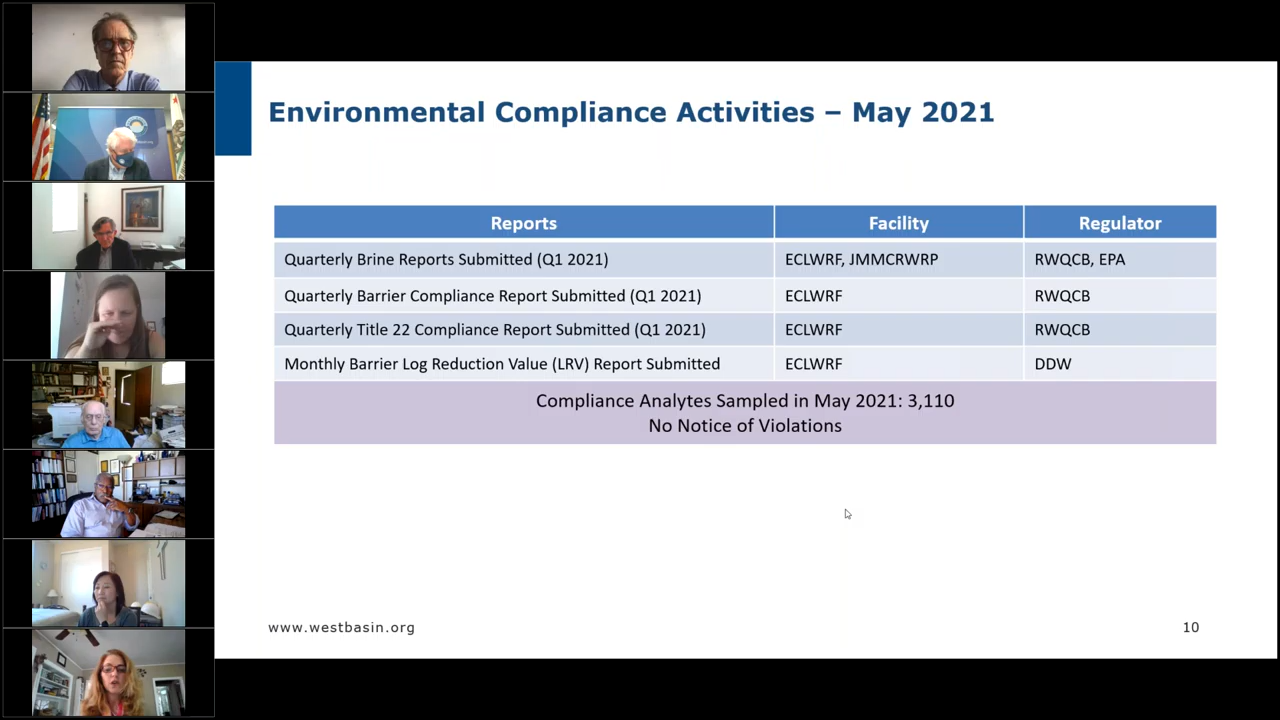 Environmental Compliance Activities – May 2021
Reports Facility Regulator
Quarterly Brine Reports Submitted (Q1 2021) ECLWRF, JMMCRWRP RWQCB, EPA
Quarterly Barrier Compliance Report Submitted (Q1 2021) ECLWRF RWQCB
Quarterly Title 22 Compliance Report Submitted (Q1 2021) ECLWRF RWQCB
Monthly Barrier Log Reduction Value (LRV) Report Submitted ECLWRF DDW
Compliance Analytes Sampled in May 2021: 3,110
No Notice of Violations
www.westbasin.org 10